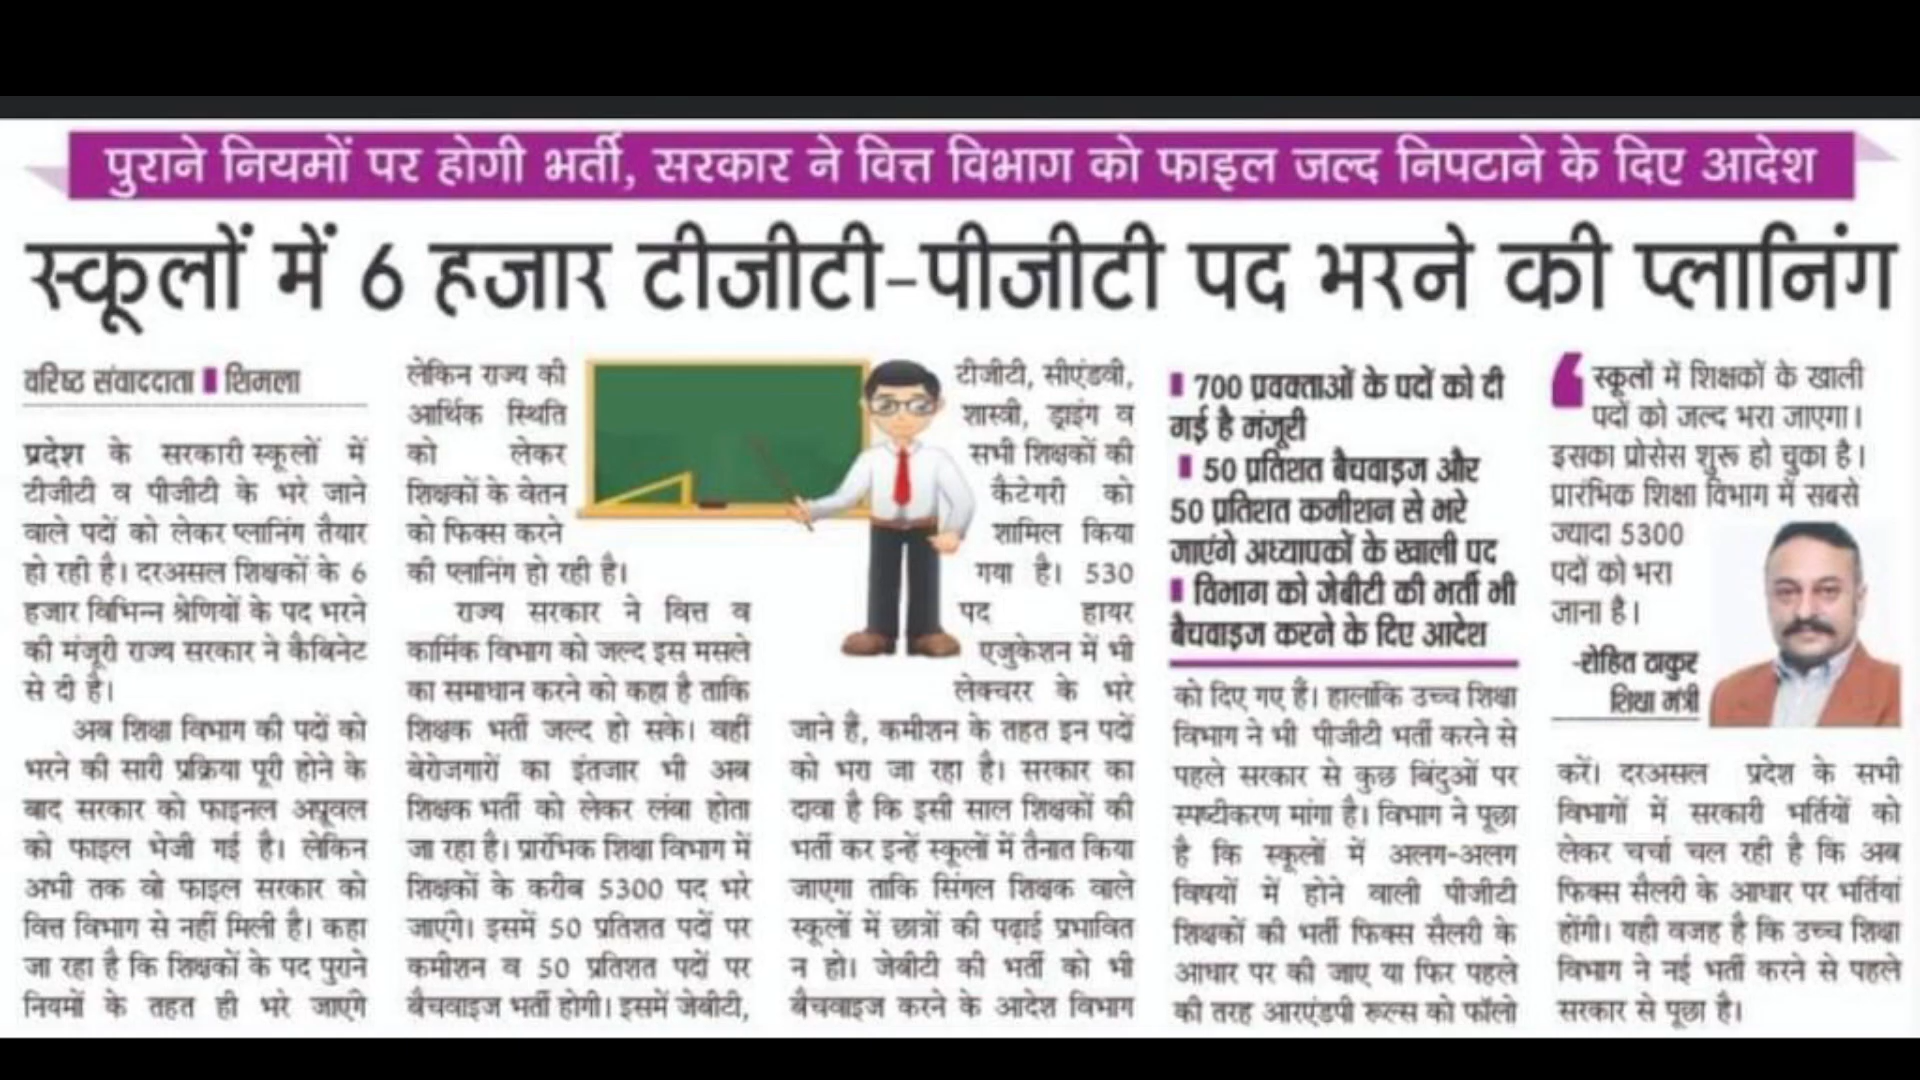 पुराने नियमों पर होगी भर्ती, सरकार ने वित्त विभाग को फाइल जल्द निपटाने के दिए आदेश
स्कूलों में 6 हजार टीजीटी-पीजीटी पद भरने की प्लानिंग
वरिष्ठ संवाददाता शिमला
प्रदेश के सरकारी स्कूलों में
टीजीटी व पीजीटी के भरे जाने
वाले पदों को लेकर प्लानिंग तैयार
हो रही है। दरअसल शिक्षकों के 6
हजार विभिन्न श्रेणियों के पद भरने
की मंजूरी राज्य सरकार ने कैबिनेट
से दी है।
अब शिक्षा विभाग की पदों को
भरने की सारी प्रक्रिया पूरी होने के
बाद सरकार को फाइनल अप्रूवल
को फाइल भेजी गई है। लेकिन
अभी तक वो फाइल सरकार को
वित्त विभाग से नहीं मिली है। कहा
जा रहा है कि शिक्षकों के पद पुराने
नियमों के तहत ही भरे जाएंगे
लेकिन राज्य की
आर्थिक स्थिति
को लेकर
शिक्षकों के वेतन
को फिक्स करने
की प्लानिंग हो रही है।
राज्य सरकार ने वित्त व
कार्मिक विभाग को जल्द इस मसले
का समाधान करने को कहा है ताकि
शिक्षक भर्ती जल्द हो सके। वहीं
बेरोजगारों का इंतजार भी अब
शिक्षक भर्ती को लेकर लंबा होता
जा रहा है। प्रारंभिक शिक्षा विभाग में
शिक्षकों के करीब 5300 पद भरे
जाएंगे। इसमें 50 प्रतिशत पदों पर
कमीशन व 50 प्रतिशत पदों पर
बैचवाइज भर्ती होगी। इसमें जेबीटी,
टीजीटी, सीएंडवी,
शास्त्री, ड्राइंग व
सभी शिक्षकों की
कैटेगरी को
शामिल किया
गया है। 530
पद हायर
एजुकेशन में भी
लेक्चरर के भरे
जाने हैं, कमीशन के तहत इन पदों
को भरा जा रहा है। सरकार का
दावा है कि इसी साल शिक्षकों की
भर्ती कर इन्हें स्कूलों में तैनात किया
जाएगा ताकि सिंगल शिक्षक वाले
स्कूलों में छात्रों की पढ़ाई प्रभावित
न हो। जेबीटी की भर्ती को भी
बैचवाइज करने के आदेश विभाग
700 प्रवक्ताओं के पदों को दी
गई है मंजूरी
50 प्रतिशत बैचवाइज और
50 प्रतिशत कमीशन से भरे
जाएंगे अध्यापकों के खाली पद
विभाग को जेबीटी की भर्ती भी
बैचवाइज करने के दिए आदेश
को दिए गए हैं। हालांकि उच्च शिक्षा
विभाग ने भी पीजीटी भर्ती करने से
पहले सरकार से कुछ बिंदुओं पर
स्पष्टीकरण मांगा है। विभाग ने पूछा
है कि स्कूलों में अलग-अलग
विषयों में होने वाली पीजीटी
शिक्षकों की भर्ती फिक्स सैलरी के
आधार पर की जाए या फिर पहले
की तरह आरएंडपी रूल्स को फॉलो
स्कूलों में शिक्षकों के खाली
पदों को जल्द भरा जाएगा।
इसका प्रोसेस शुरू हो चुका है।
प्रारंभिक शिक्षा विभाग में सबसे
ज्यादा 5300
पदों को भरा
जाना है।
-रोहित ठाकुर
शिक्षा मंत्री
करें। दरअसल प्रदेश के सभी
विभागों में सरकारी भर्तियों को
लेकर चर्चा चल रही है कि अब
फिक्स सैलरी के आधार पर भर्तियां
होंगी। यही वजह है कि उच्च शिक्षा
विभाग ने नई भर्ती करने से पहले
सरकार से पूछा है।